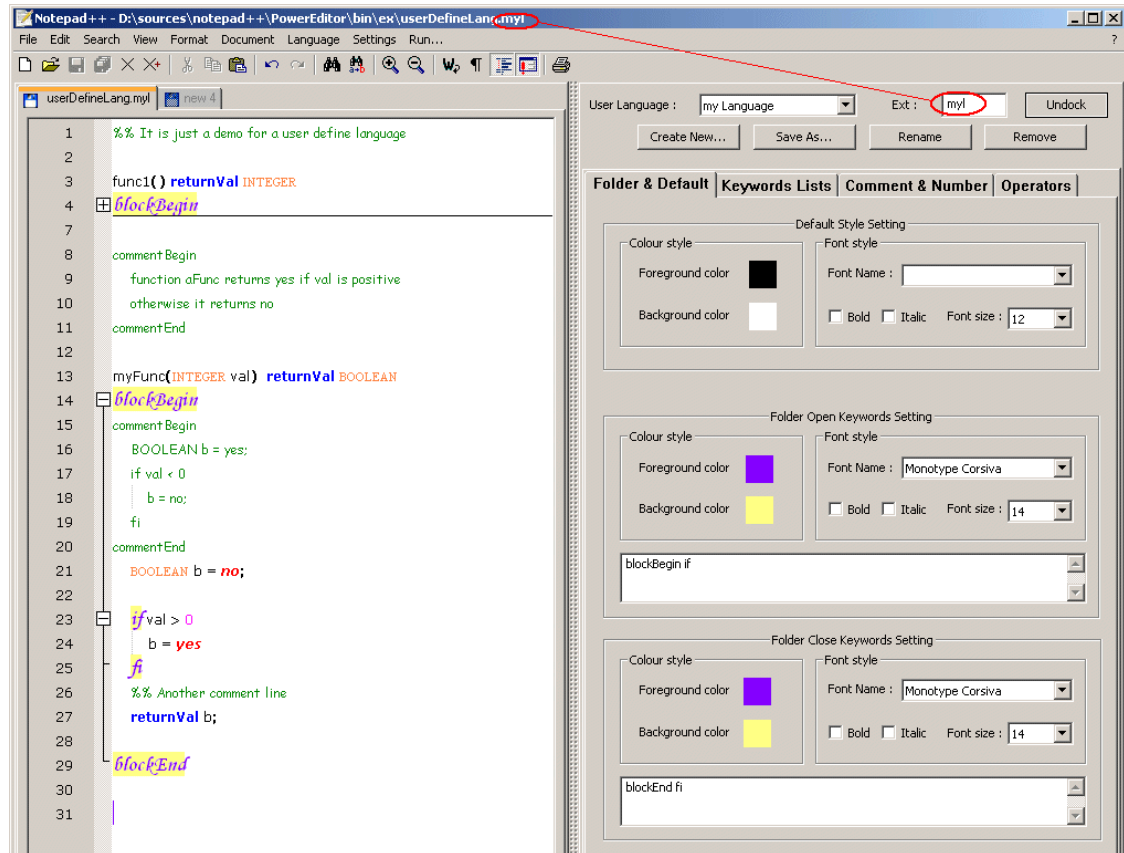 Notepad++ - D:\sources\notepad++\PowerEditor\bin\ex\userDefineLang.myl
File Edit Search View Format Document Language Settings Run... ?
userDefineLang.myl new 4
User Language : my Language Ext : myl Undock
Create New... Save As... Rename Remove
Folder & Default Keywords Lists Comment & Number Operators
1 %% It is just a demo for a user define language
2
3 func1() returnVal INTEGER
4 blockBegin
7
8 commentBegin
9 function aFunc returns yes if val is positive
10 otherwise it returns no
11 commentEnd
12
13 myFunc(INTEGER val) returnVal BOOLEAN
14 blockBegin
15 commentBegin
16 BOOLEAN b = yes;
17 if val < 0
18 b = no;
19 fi
20 commentEnd
21 BOOLEAN b = no;
22
23 if val > 0
24 b = yes
25 fi
26 %% Another comment line
27 returnVal b;
28
29 blockEnd
30
31
Default Style Setting
Colour style Font style
Foreground color Font Name :
Background color Bold Italic Font size : 12
Folder Open Keywords Setting
Colour style Font style
Foreground color Font Name : Monotype Corsiva
Background color Bold Italic Font size : 14
blockBegin if
Folder Close Keywords Setting
Colour style Font style
Foreground color Font Name : Monotype Corsiva
Background color Bold Italic Font size : 14
blockEnd fi